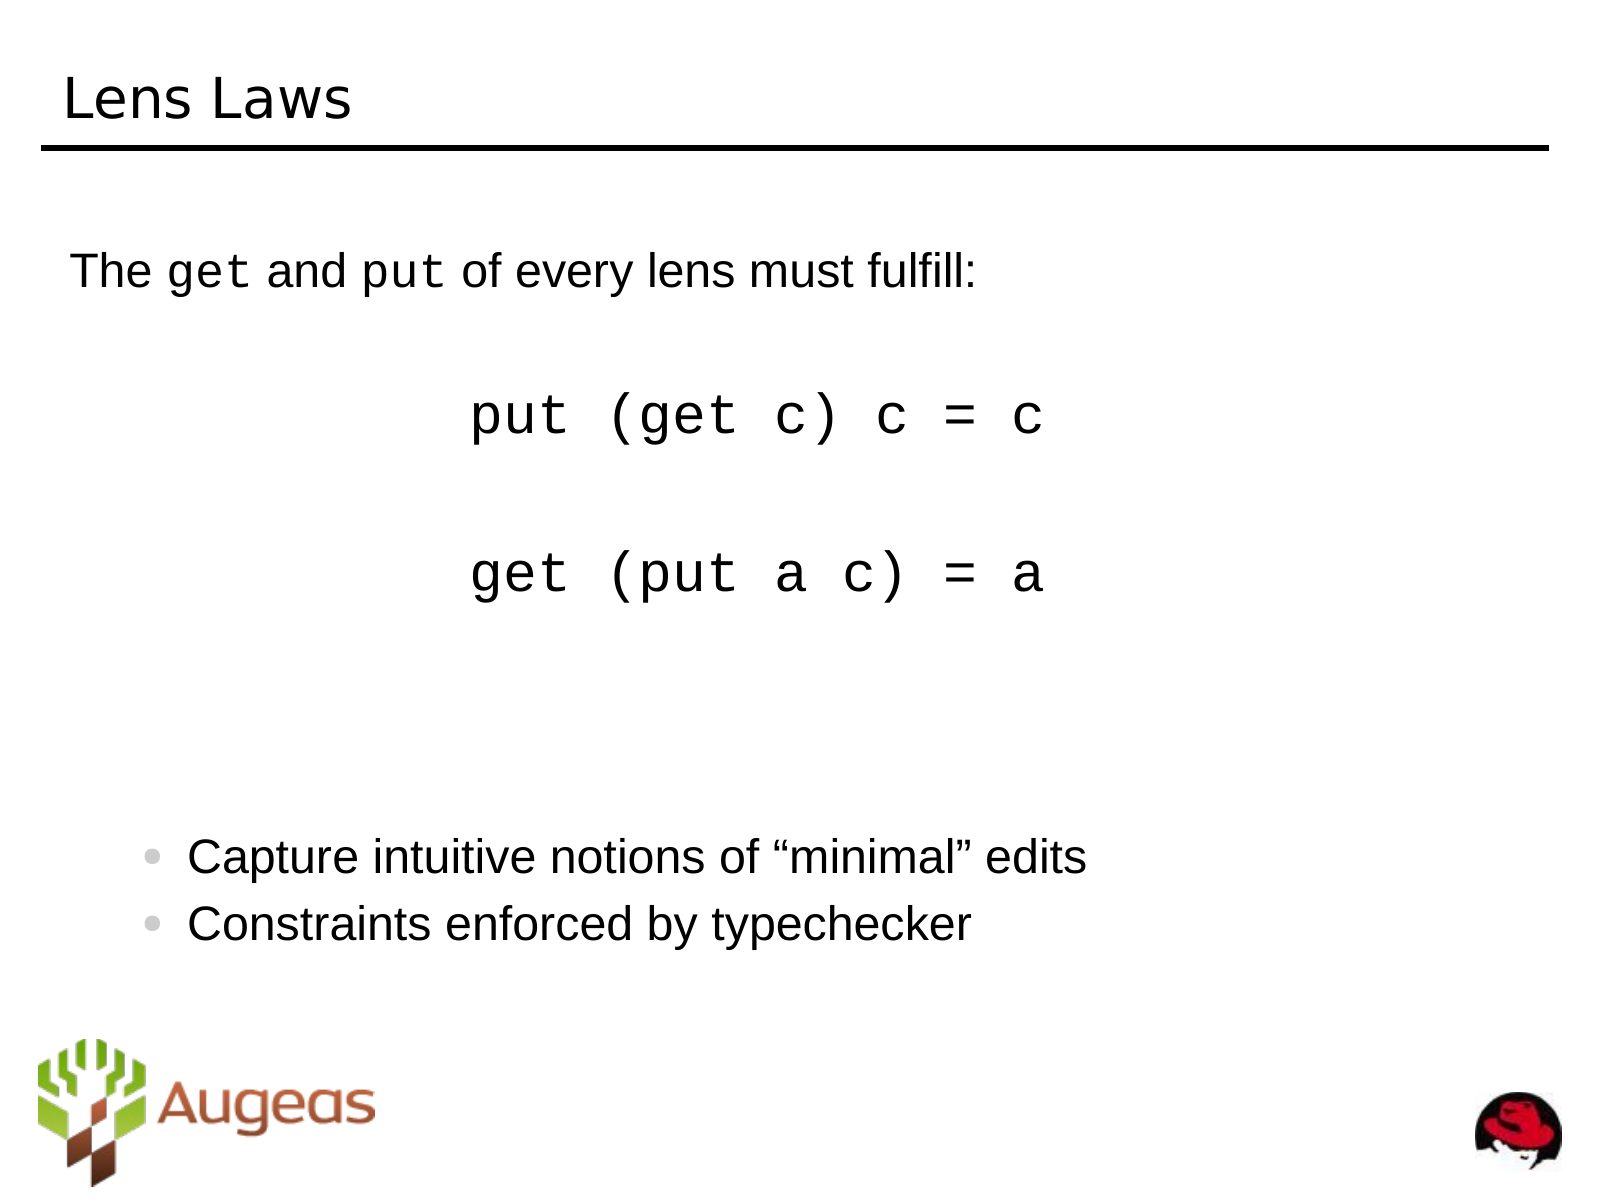 Lens Laws
The get and put of every lens must fulfill:
put (get c) c = c
get (put a c) = a
• Capture intuitive notions of “minimal” edits
• Constraints enforced by typechecker
Augeas